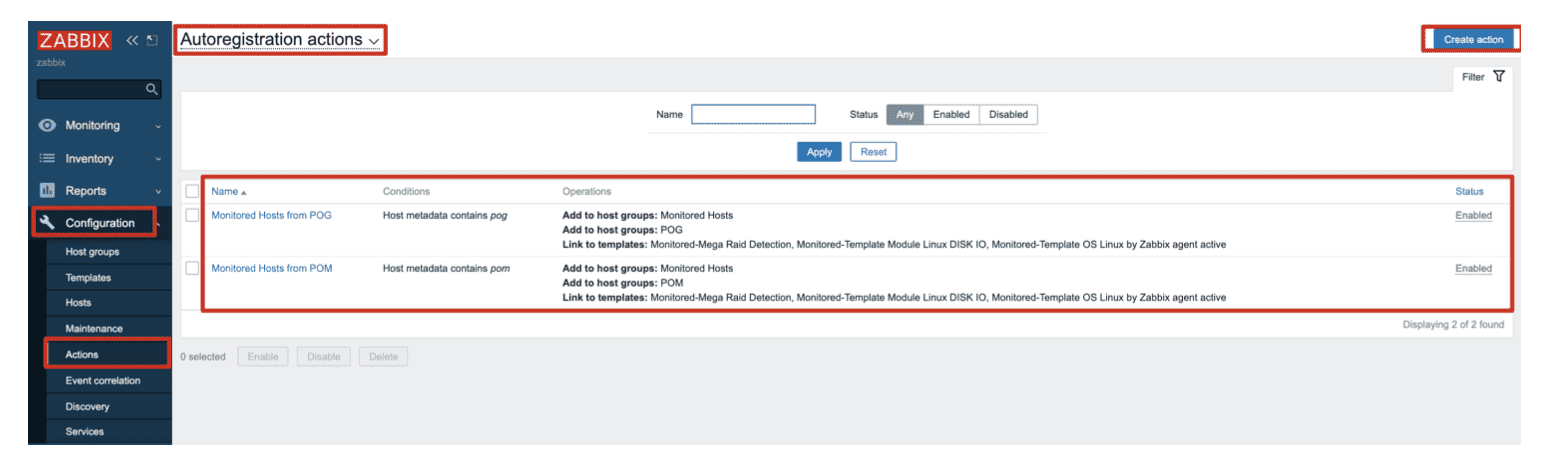 ZABBIX
zabbix
Monitoring
Inventory
Reports
Configuration
Host groups
Templates
Hosts
Maintenance
Actions
Event correlation
Discovery
Services
Autoregistration actions
Create action
Filter
Name Status Any Enabled Disabled
Apply Reset
Name Conditions Operations Status
Monitored Hosts from POG Host metadata contains pog Add to host groups: Monitored Hosts Enabled
Add to host groups: POG
Link to templates: Monitored-Mega Raid Detection, Monitored-Template Module Linux DISK IO, Monitored-Template OS Linux by Zabbix agent active
Monitored Hosts from POM Host metadata contains pom Add to host groups: Monitored Hosts Enabled
Add to host groups: POM
Link to templates: Monitored-Mega Raid Detection, Monitored-Template Module Linux DISK IO, Monitored-Template OS Linux by Zabbix agent active
Displaying 2 of 2 found
0 selected Enable Disable Delete